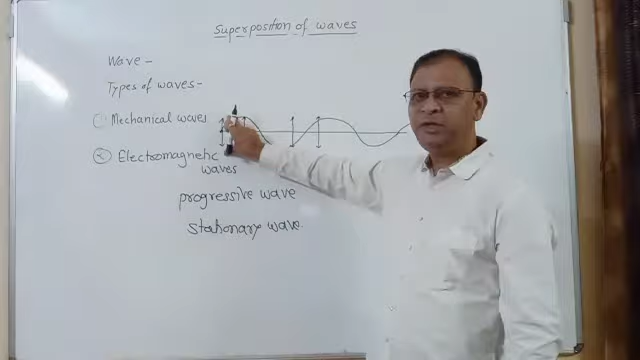 Superposition of waves
Wave -
Types of waves -
① Mechanical waves
② Electromagnetic
waves
progressive wave
stationary wave.